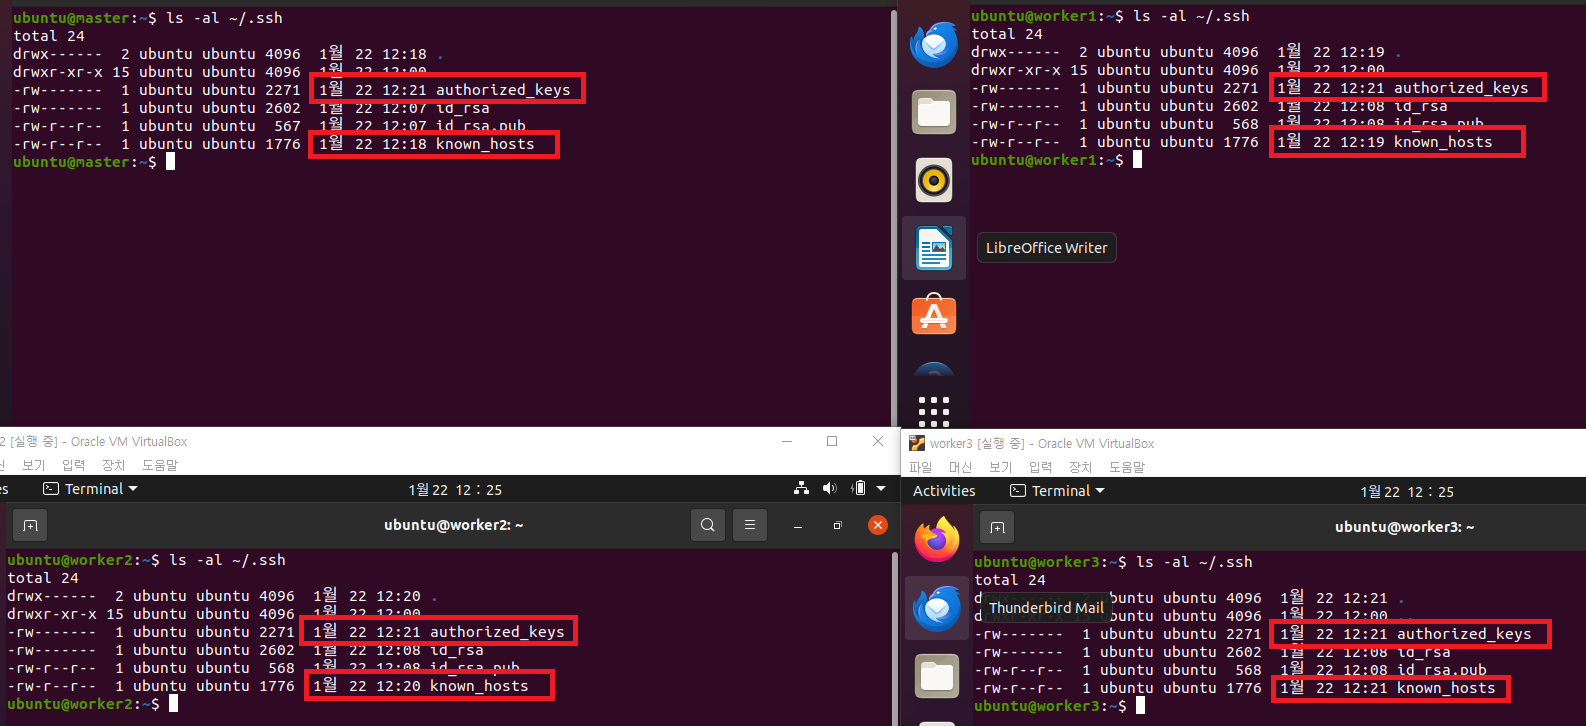 ubuntu@master:~$ ls -al ~/.ssh
total 24
drwx------ 2 ubuntu ubuntu 4096 1월 22 12:18 .
drwxr-xr-x 15 ubuntu ubuntu 4096 1월 22 12:00
-rw------- 1 ubuntu ubuntu 2271 1월 22 12:21 authorized_keys
-rw------- 1 ubuntu ubuntu 2602 1월 22 12:07 id_rsa
-rw-r--r-- 1 ubuntu ubuntu 567 1월 22 12:07 id_rsa.pub
-rw-r--r-- 1 ubuntu ubuntu 1776 1월 22 12:18 known_hosts
ubuntu@master:~$
ubuntu@worker1:~$ ls -al ~/.ssh
total 24
drwx------ 2 ubuntu ubuntu 4096 1월 22 12:19 .
drwxr-xr-x 15 ubuntu ubuntu 4096 1월 22 12:00
-rw------- 1 ubuntu ubuntu 2271 1월 22 12:21 authorized_keys
-rw------- 1 ubuntu ubuntu 2602 1월 22 12:08 id_rsa
-rw-r--r-- 1 ubuntu ubuntu 568 1월 22 12:08 id_rsa.pub
-rw-r--r-- 1 ubuntu ubuntu 1776 1월 22 12:19 known_hosts
ubuntu@worker1:~$
LibreOffice Writer
2 [실행 중] - Oracle VM VirtualBox
보기 입력 장치 도움말
Terminal
1월 22 12 : 25
ubuntu@worker2: ~
ubuntu@worker2:~$ ls -al ~/.ssh
total 24
drwx------ 2 ubuntu ubuntu 4096 1월 22 12:20 .
drwxr-xr-x 15 ubuntu ubuntu 4096 1월 22 12:00
-rw------- 1 ubuntu ubuntu 2271 1월 22 12:21 authorized_keys
-rw------- 1 ubuntu ubuntu 2602 1월 22 12:08 id_rsa
-rw-r--r-- 1 ubuntu ubuntu 568 1월 22 12:08 id_rsa.pub
-rw-r--r-- 1 ubuntu ubuntu 1776 1월 22 12:20 known_hosts
ubuntu@worker2:~$
worker3 [실행 중] - Oracle VM VirtualBox
파일 머신 보기 입력 장치 도움말
Activities Terminal
1월 22 12 : 25
ubuntu@worker3: ~
ubuntu@worker3:~$ ls -al ~/.ssh
total 24
ubuntu ubuntu 4096 1월 22 12:21 .
4096 1월 22 12:00
Thunderbird Mail
-rw------- 1 ubuntu ubuntu 2271 1월 22 12:21 authorized_keys
-rw------- 1 ubuntu ubuntu 2602 1월 22 12:08 id_rsa
-rw-r--r-- 1 ubuntu ubuntu 568 1월 22 12:08 id_rsa.pub
-rw-r--r-- 1 ubuntu ubuntu 1776 1월 22 12:21 known_hosts
ubuntu@worker3:~$